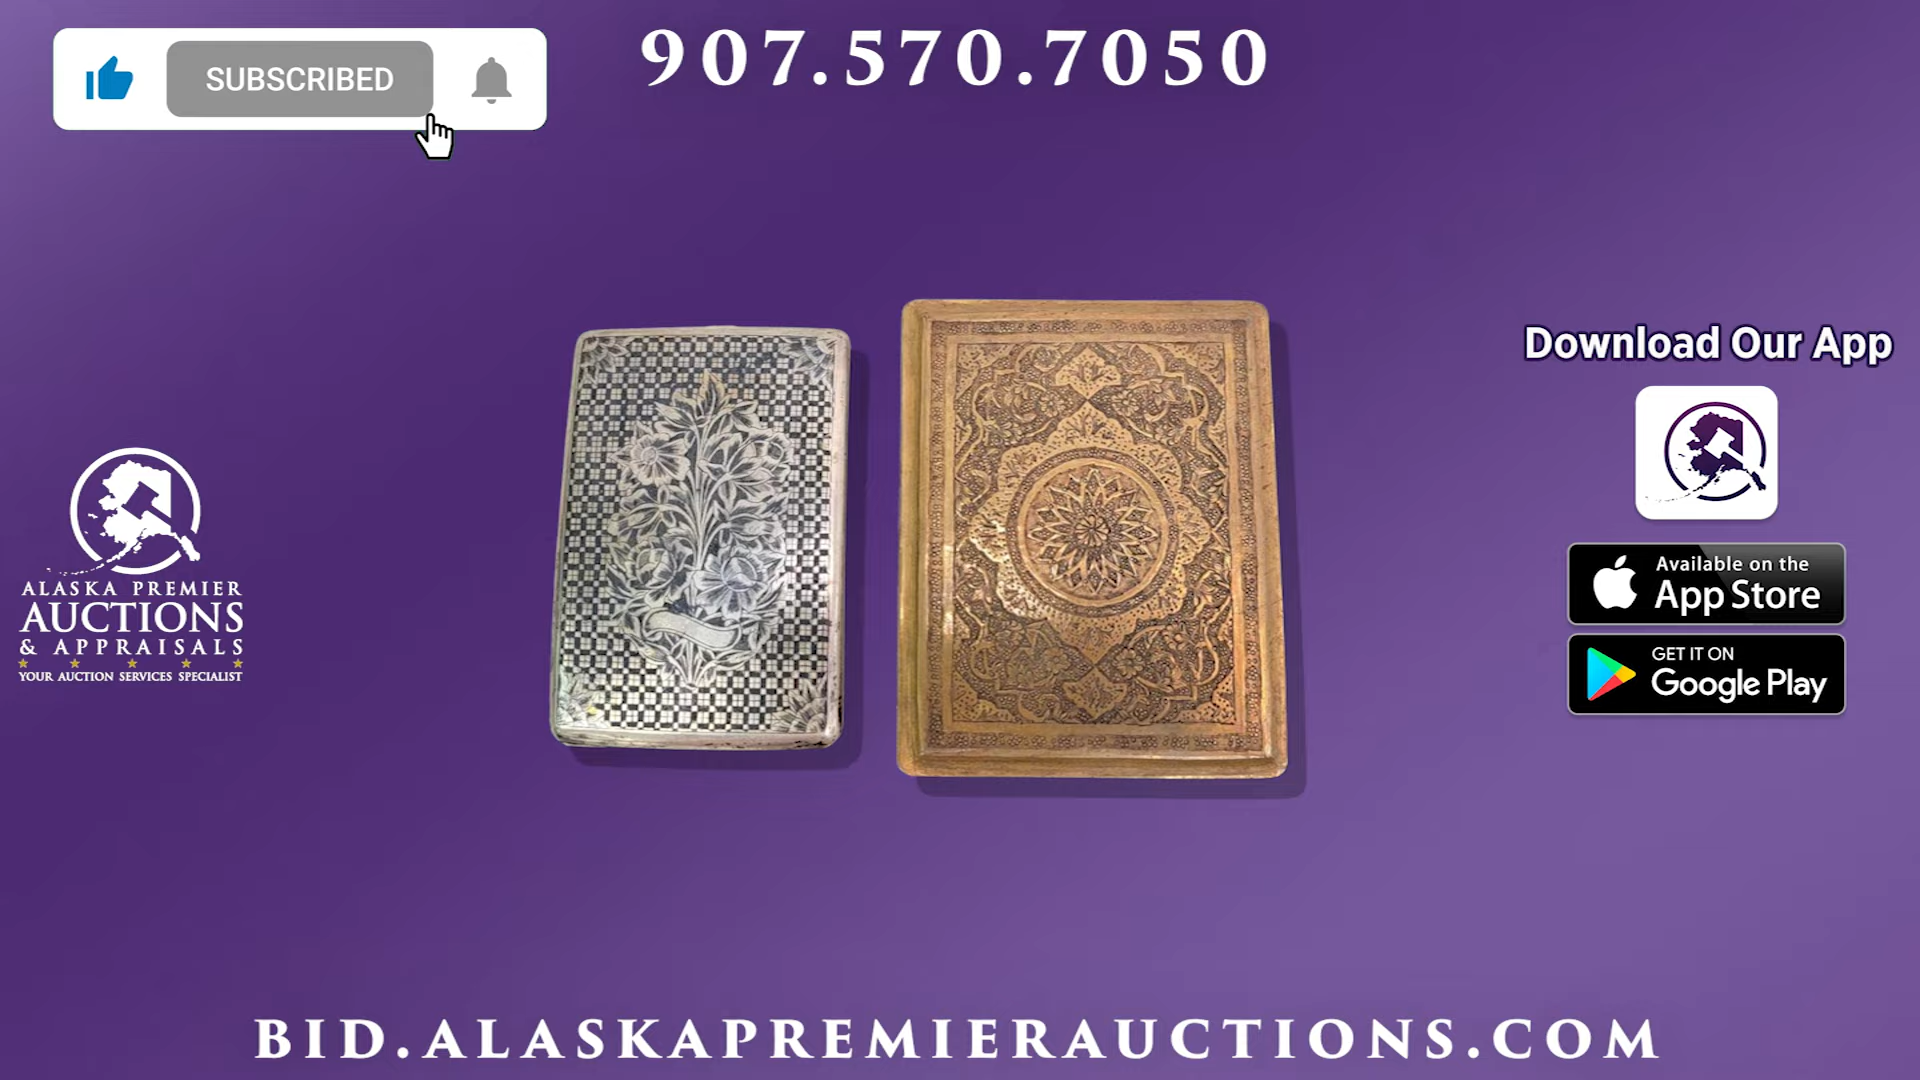 907.570.7050
SUBSCRIBED
Download Our App
ALASKA PREMIER
AUCTIONS
& APPRAISALS
YOUR AUCTION SERVICES SPECIALIST
Available on the
App Store
GET IT ON
Google Play
BID.ALASKAPREMIERAUCTIONS.COM